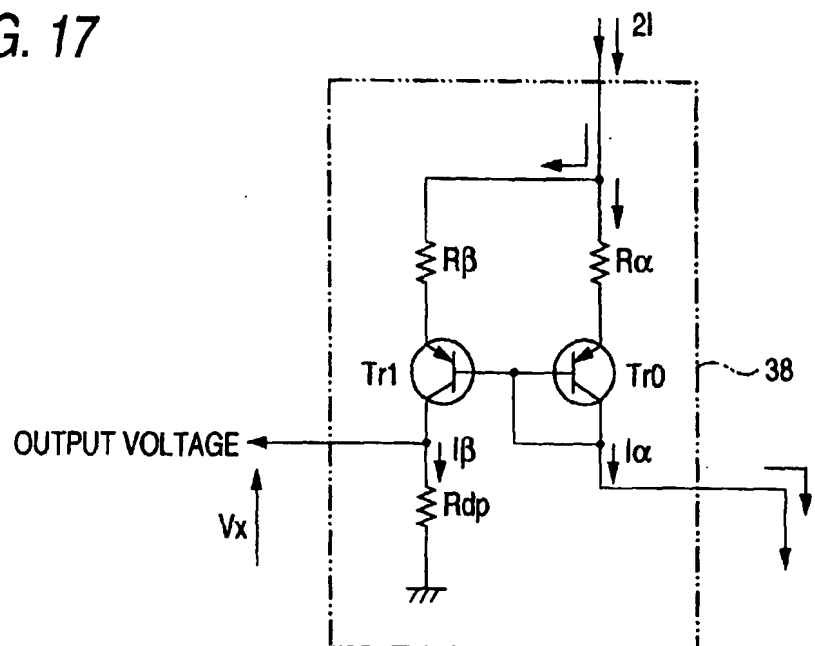 G. 17
2I
Rβ
Rα
Tr1
Tr0
38
OUTPUT VOLTAGE
Iβ
Iα
Vx
Rdp